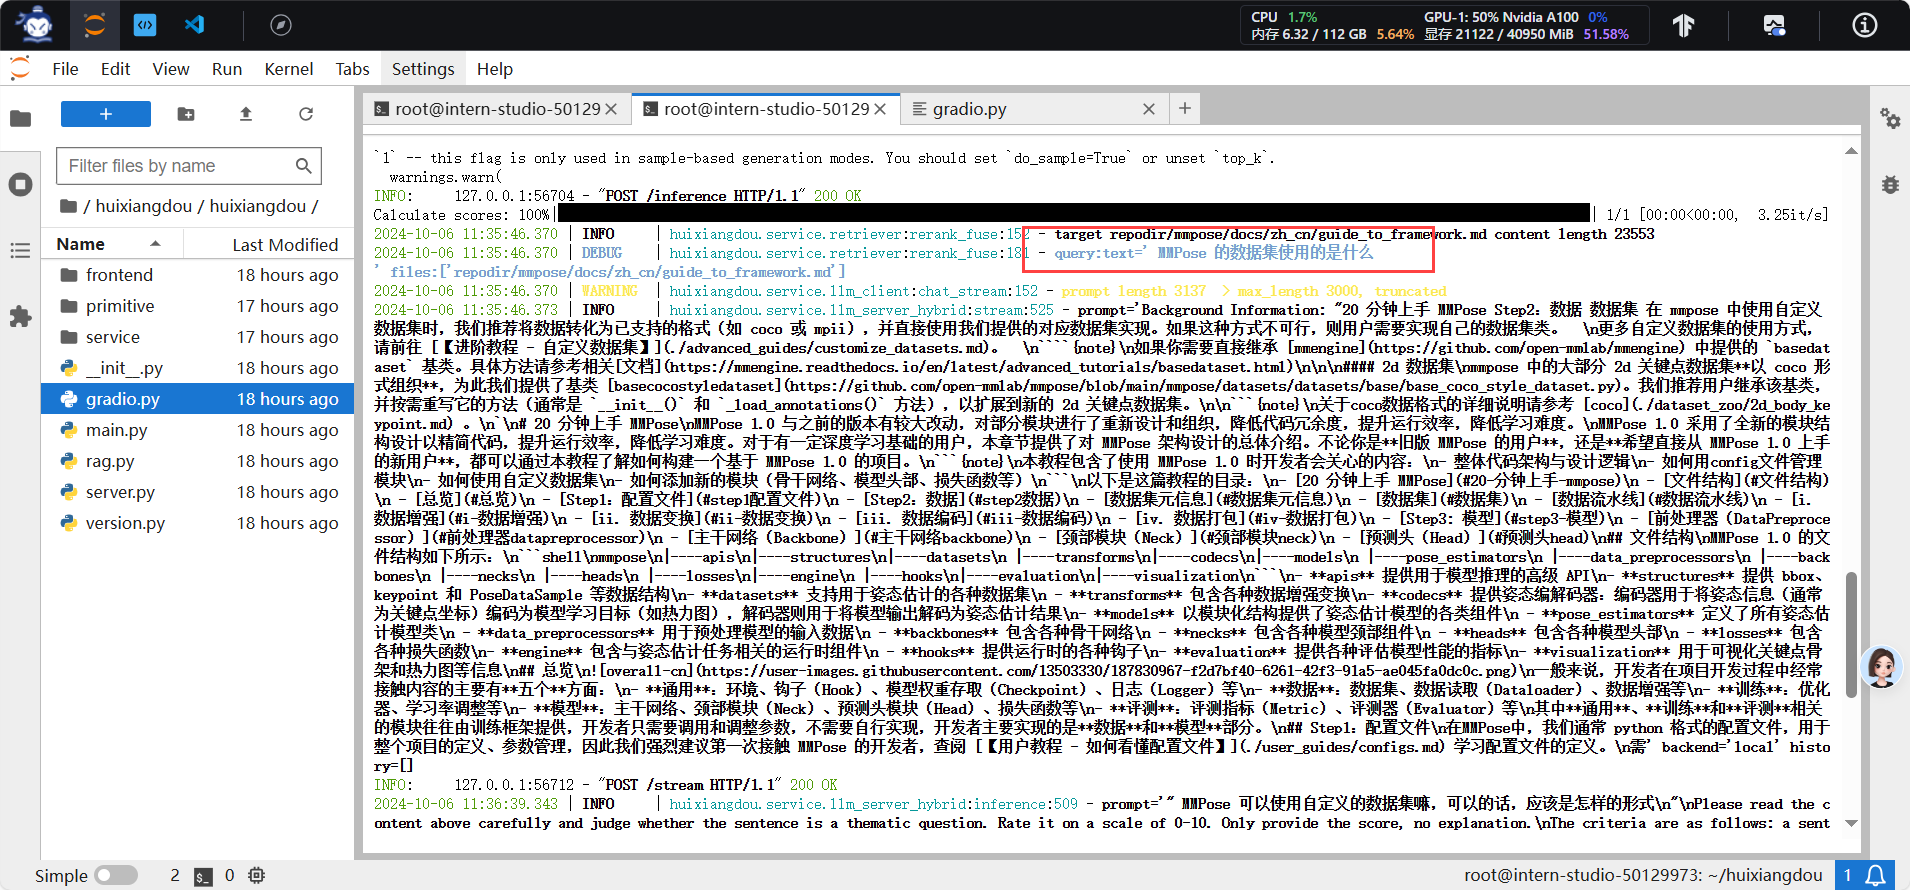 CPU 1.7% GPU-1: 50% Nvidia A100 0%
内存 6.32 / 112 GB 5.64% 显存 21122 / 40950 MiB 51.58%
File Edit View Run Kernel Tabs Settings Help
root@intern-studio-50129 root@intern-studio-50129 gradio.py
Filter files by name
/ huixiangdou / huixiangdou /
Name Last Modified
frontend 18 hours ago
primitive 17 hours ago
service 17 hours ago
__init__.py 18 hours ago
gradio.py 18 hours ago
main.py 18 hours ago
rag.py 18 hours ago
server.py 18 hours ago
version.py 18 hours ago
`1` -- this flag is only used in sample-based generation modes. You should set `do_sample=True` or unset `top_k`.
warnings.warn(
INFO: 127.0.0.1:56704 - "POST /inference HTTP/1.1" 200 OK
Calculate scores: 100%| | 1/1 [00:00<00:00, 3.25it/s]
2024-10-06 11:35:46.370 | INFO | huixiangdou.service.retriever:rerank_fuse:152 - target repodir/mmpose/docs/zh_cn/guide_to_framework.md content length 23553
2024-10-06 11:35:46.370 | DEBUG | huixiangdou.service.retriever:rerank_fuse:181 - query:text=' MMPose 的数据集使用的是什么
' files:['repodir/mmpose/docs/zh_cn/guide_to_framework.md']
2024-10-06 11:35:46.370 | WARNING | huixiangdou.service.llm_client:chat_stream:152 - prompt length 3137 > max_length 3000, truncated
2024-10-06 11:35:46.373 | INFO | huixiangdou.service.llm_server_hybrid:stream:525 - prompt='Background Information: "20 分钟上手 MMPose Step2：数据 数据集 在 mmpose 中使用自定义
数据集时，我们推荐将数据转化为已支持的格式（如 coco 或 mpii），并直接使用我们提供的对应数据集实现。如果这种方式不可行，则用户需要实现自己的数据集类。 \n更多自定义数据集的使用方式，
请前往 [【进阶教程 - 自定义数据集】](./advanced_guides/customize_datasets.md)。 \n````{note}\n如果你需要直接继承 [mmengine](https://github.com/open-mmlab/mmengine) 中提供的 `basedat
aset` 基类。具体方法请参考相关[文档](https://mmengine.readthedocs.io/en/latest/advanced_tutorials/basedataset.html)\n\n\n#### 2d 数据集\nmmpose 中的大部分 2d 关键点数据集**以 coco 形
式组织**，为此我们提供了基类 [basecocostyledataset](https://github.com/open-mmlab/mmpose/blob/main/mmpose/datasets/datasets/base/base_coco_style_dataset.py)。我们推荐用户继承该基类，
并按需重写它的方法（通常是 `__init__()` 和 `_load_annotations()` 方法），以扩展到新的 2d 关键点数据集。\n\n```{note}\n关于coco数据格式的详细说明请参考 [coco](./dataset_zoo/2d_body_ke
ypoint.md) 。\n`\n# 20 分钟上手 MMPose\nMMPose 1.0 与之前的版本有较大改动，对部分模块进行了重新设计和组织，降低代码冗余度，提升运行效率，降低学习难度。\nMMPose 1.0 采用了全新的模块结
构设计以精简代码，提升运行效率，降低学习难度。对于有一定深度学习基础的用户，本章节提供了对 MMPose 架构设计的总体介绍。不论你是**旧版 MMPose 的用户**，还是**希望直接从 MMPose 1.0 上手
的新用户**，都可以通过本教程了解如何构建一个基于 MMPose 1.0 的项目。\n```{note}\n本教程包含了使用 MMPose 1.0 时开发者会关心的内容：\n- 整体代码架构与设计逻辑\n- 如何用config文件管理
模块\n- 如何使用自定义数据集\n- 如何添加新的模块（骨干网络、模型头部、损失函数等）\n```\n以下是这篇教程的目录：\n- [20 分钟上手 MMPose](#20-分钟上手-mmpose)\n - [文件结构](#文件结构)
\n - [总览](#总览)\n - [Step1：配置文件](#step1配置文件)\n - [Step2：数据](#step2数据)\n - [数据集元信息](#数据集元信息)\n - [数据集](#数据集)\n - [数据流水线](#数据流水线)\n - [i.
数据增强](#i-数据增强)\n - [ii. 数据变换](#ii-数据变换)\n - [iii. 数据编码](#iii-数据编码)\n - [iv. 数据打包](#iv-数据打包)\n - [Step3: 模型](#step3-模型)\n - [前处理器（DataPreproce
ssor）](#前处理器datapreprocessor)\n - [主干网络（Backbone）](#主干网络backbone)\n - [颈部模块（Neck）](#颈部模块neck)\n - [预测头（Head）](#预测头head)\n## 文件结构\nMMPose 1.0 的文
件结构如下所示：\n```shell\nmmpose\n|----apis\n|----structures\n|----datasets\n |----transforms\n|----codecs\n|----models\n |----pose_estimators\n |----data_preprocessors\n |----back
bones\n |----necks\n |----heads\n |----losses\n|----engine\n |----hooks\n|----evaluation\n|----visualization\n```\n- **apis** 提供用于模型推理的高级 API\n- **structures** 提供 bbox、
keypoint 和 PoseDataSample 等数据结构\n- **datasets** 支持用于姿态估计的各种数据集\n - **transforms** 包含各种数据增强变换\n- **codecs** 提供姿态编解码器：编码器用于将姿态信息（通常
为关键点坐标）编码为模型学习目标（如热力图），解码器则用于将模型输出解码为姿态估计结果\n- **models** 以模块化结构提供了姿态估计模型的各类组件\n - **pose_estimators** 定义了所有姿态估
计模型类\n - **data_preprocessors** 用于预处理模型的输入数据\n - **backbones** 包含各种骨干网络\n - **necks** 包含各种模型颈部组件\n - **heads** 包含各种模型头部\n - **losses** 包含
各种损失函数\n- **engine** 包含与姿态估计任务相关的运行时组件\n - **hooks** 提供运行时的各种钩子\n- **evaluation** 提供各种评估模型性能的指标\n- **visualization** 用于可视化关键点骨
架和热力图等信息\n## 总览\n![overall-cn](https://user-images.githubusercontent.com/13503330/187830967-f2d7bf40-6261-42f3-91a5-ae045fa0dc0c.png)\n一般来说，开发者在项目开发过程中经常
接触内容的主要有**五个**方面：\n- **通用**：环境、钩子（Hook）、模型权重存取（Checkpoint）、日志（Logger）等\n- **数据**：数据集、数据读取（Dataloader）、数据增强等\n- **训练**：优化
器、学习率调整等\n- **模型**：主干网络、颈部模块（Neck）、预测头模块（Head）、损失函数等\n- **评测**：评测指标（Metric）、评测器（Evaluator）等\n其中**通用**、**训练**和**评测**相关
的模块往往由训练框架提供，开发者只需要调用和调整参数，不需要自行实现，开发者主要实现的是**数据**和**模型**部分。\n## Step1：配置文件\n在MMPose中，我们通常 python 格式的配置文件，用于
整个项目的定义、参数管理，因此我们强烈建议第一次接触 MMPose 的开发者，查阅 [【用户教程 - 如何看懂配置文件】](./user_guides/configs.md) 学习配置文件的定义。\n需' backend='local' histo
ry=[]
INFO: 127.0.0.1:56712 - "POST /stream HTTP/1.1" 200 OK
2024-10-06 11:36:39.343 | INFO | huixiangdou.service.llm_server_hybrid:inference:509 - prompt='" MMPose 可以使用自定义的数据集嘛，可以的话，应该是怎样的形式\n"\nPlease read the c
ontent above carefully and judge whether the sentence is a thematic question. Rate it on a scale of 0-10. Only provide the score, no explanation.\nThe criteria are as follows: a sent
Simple 2 0 root@intern-studio-50129973: ~/huixiangdou 1